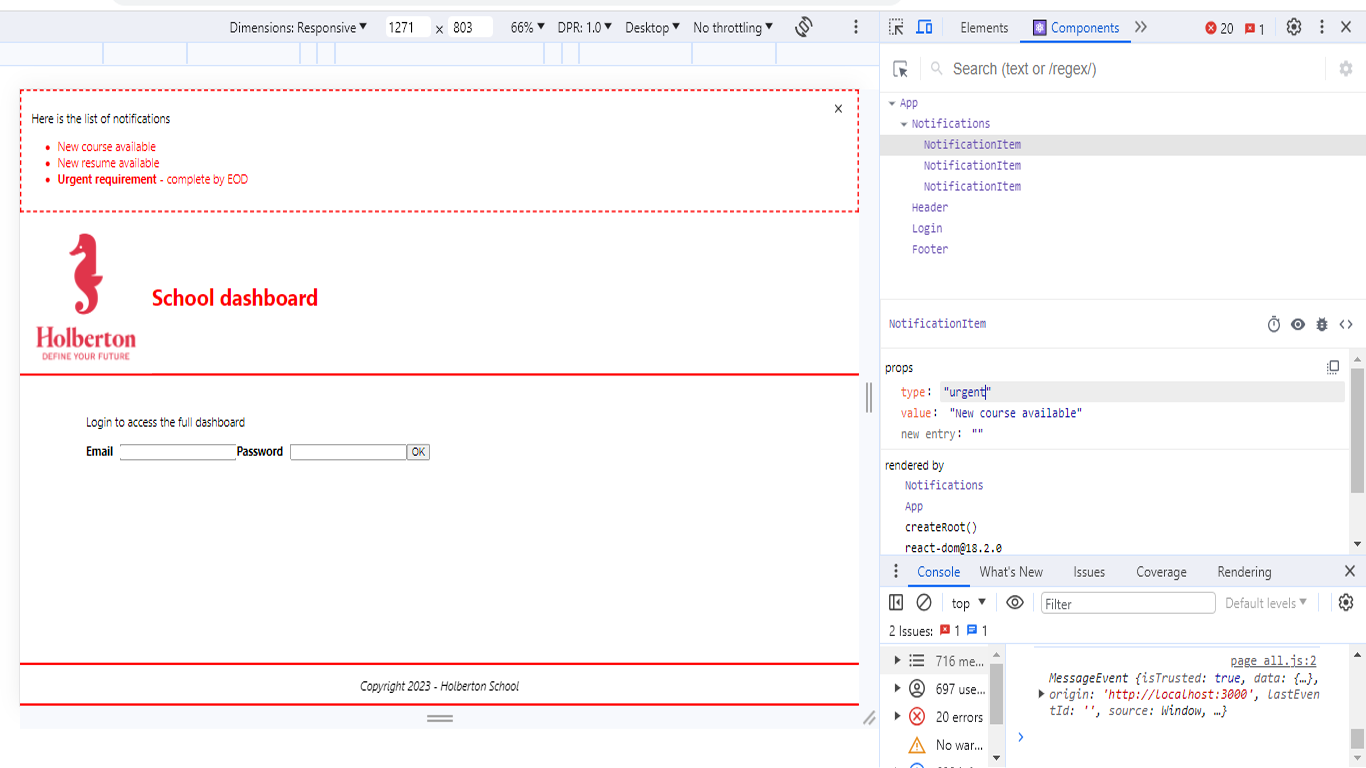 Dimensions: Responsive 1271 x 803 66% DPR: 1.0 Desktop No throttling
Elements Components 20 1
Search (text or /regex/)
App
Notifications
NotificationItem
NotificationItem
NotificationItem
Header
Login
Footer
NotificationItem
props
type: "urgent"
value: "New course available"
new entry: ""
rendered by
Notifications
App
createRoot()
react-dom@18.2.0
Console What's New Issues Coverage Rendering
top Filter Default levels
2 Issues: 1 1
716 me...
697 use...
20 errors
No war...
page_all.js:2
MessageEvent {isTrusted: true, data: {…},
origin: 'http://localhost:3000', lastEven
tId: '', source: Window, …}
Here is the list of notifications
New course available
New resume available
Urgent requirement - complete by EOD
Holberton
DEFINE YOUR FUTURE
School dashboard
Login to access the full dashboard
Email Password OK
Copyright 2023 - Holberton School